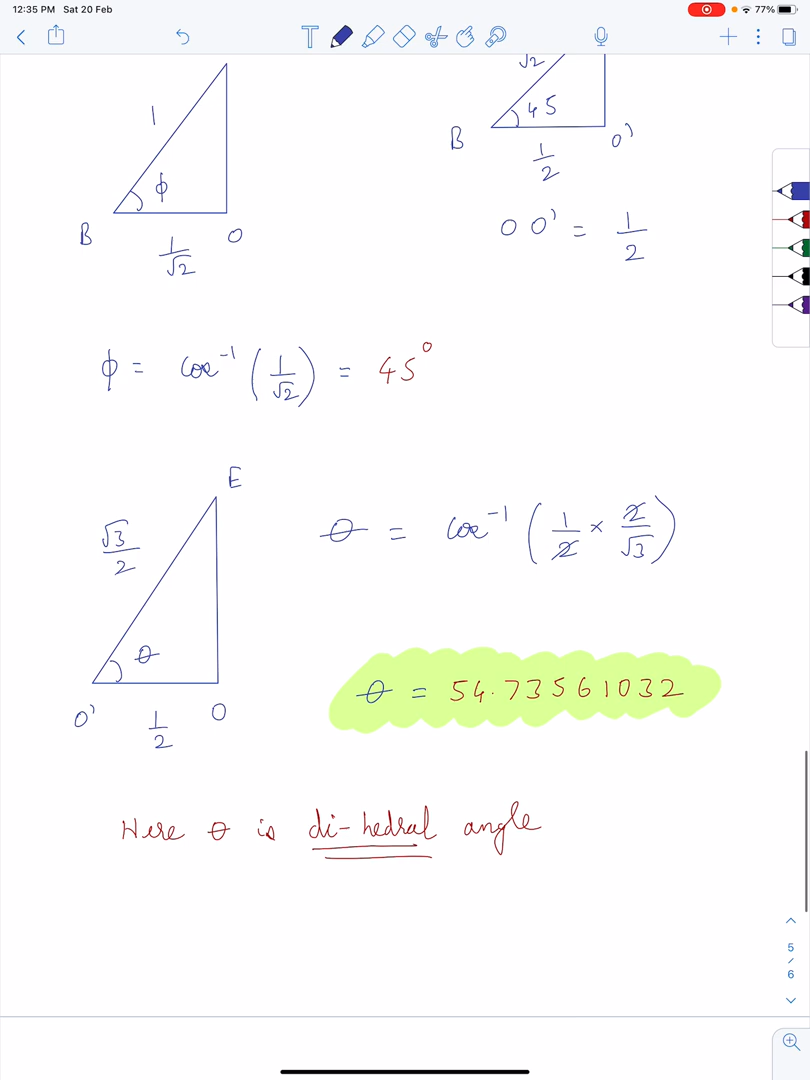 12:35 PM Sat 20 Feb
77%
T
1
√2
ϕ
45
B
O
1/√2
B
O'
1/2
OO' = 1/2
ϕ = cos⁻¹ (1/√2) = 45°
E
√3/2
θ = cos⁻¹ (1/2 × 2/√3)
θ
θ = 54.73561032
O'
1/2
O
Here θ is di-hedral angle
5
/
6